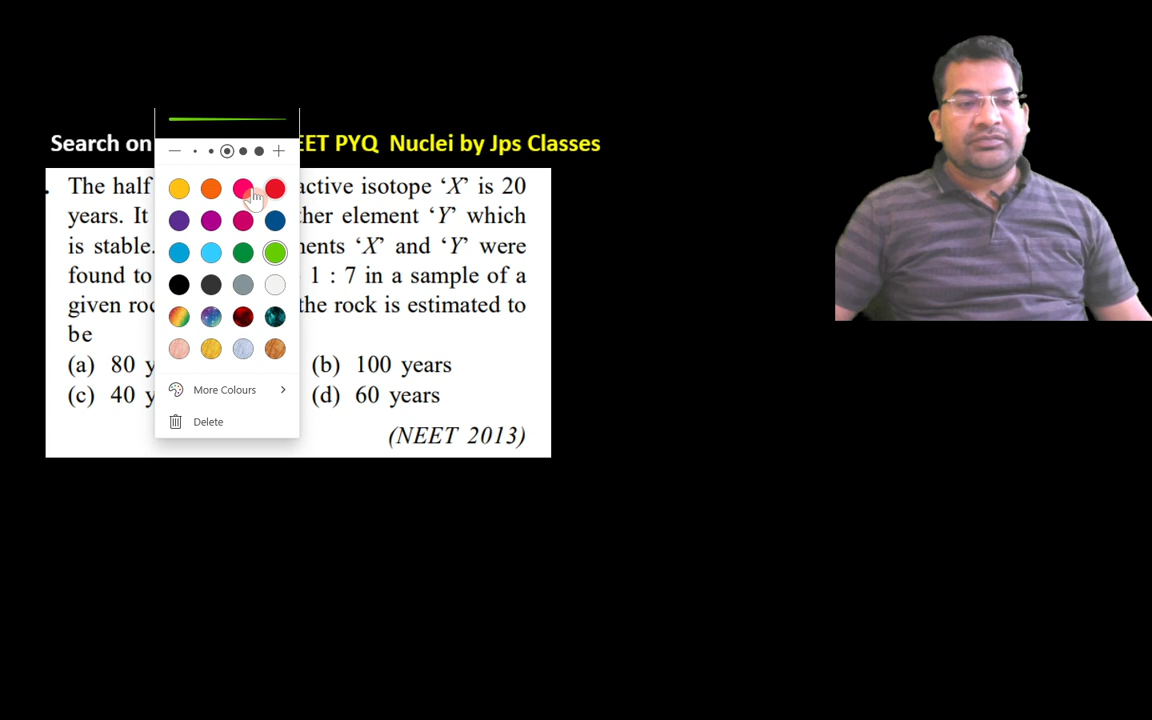 Search on EET PYQ Nuclei by Jps Classes
The half active isotope ‘X’ is 20
years. It ther element ‘Y’ which
is stable. ments ‘X’ and ‘Y’ were
found to 1 : 7 in a sample of a
given roc the rock is estimated to
be
(a) 80 y (b) 100 years
(c) 40 y (d) 60 years
(NEET 2013)
More Colours
Delete